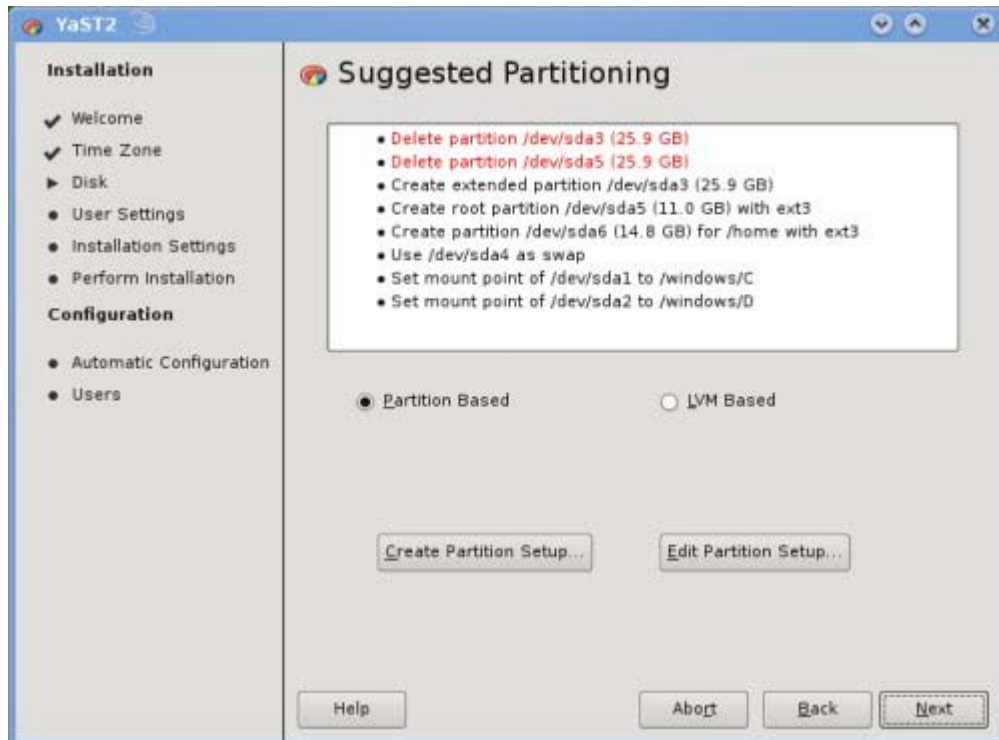 YaST2
Installation
Welcome
Time Zone
Disk
User Settings
Installation Settings
Perform Installation
Configuration
Automatic Configuration
Users
Suggested Partitioning
Delete partition /dev/sda3 (25.9 GB)
Delete partition /dev/sda5 (25.9 GB)
Create extended partition /dev/sda3 (25.9 GB)
Create root partition /dev/sda5 (11.0 GB) with ext3
Create partition /dev/sda6 (14.8 GB) for /home with ext3
Use /dev/sda4 as swap
Set mount point of /dev/sda1 to /windows/C
Set mount point of /dev/sda2 to /windows/D
Partition Based
LVM Based
Create Partition Setup...
Edit Partition Setup...
Help
Abort
Back
Next